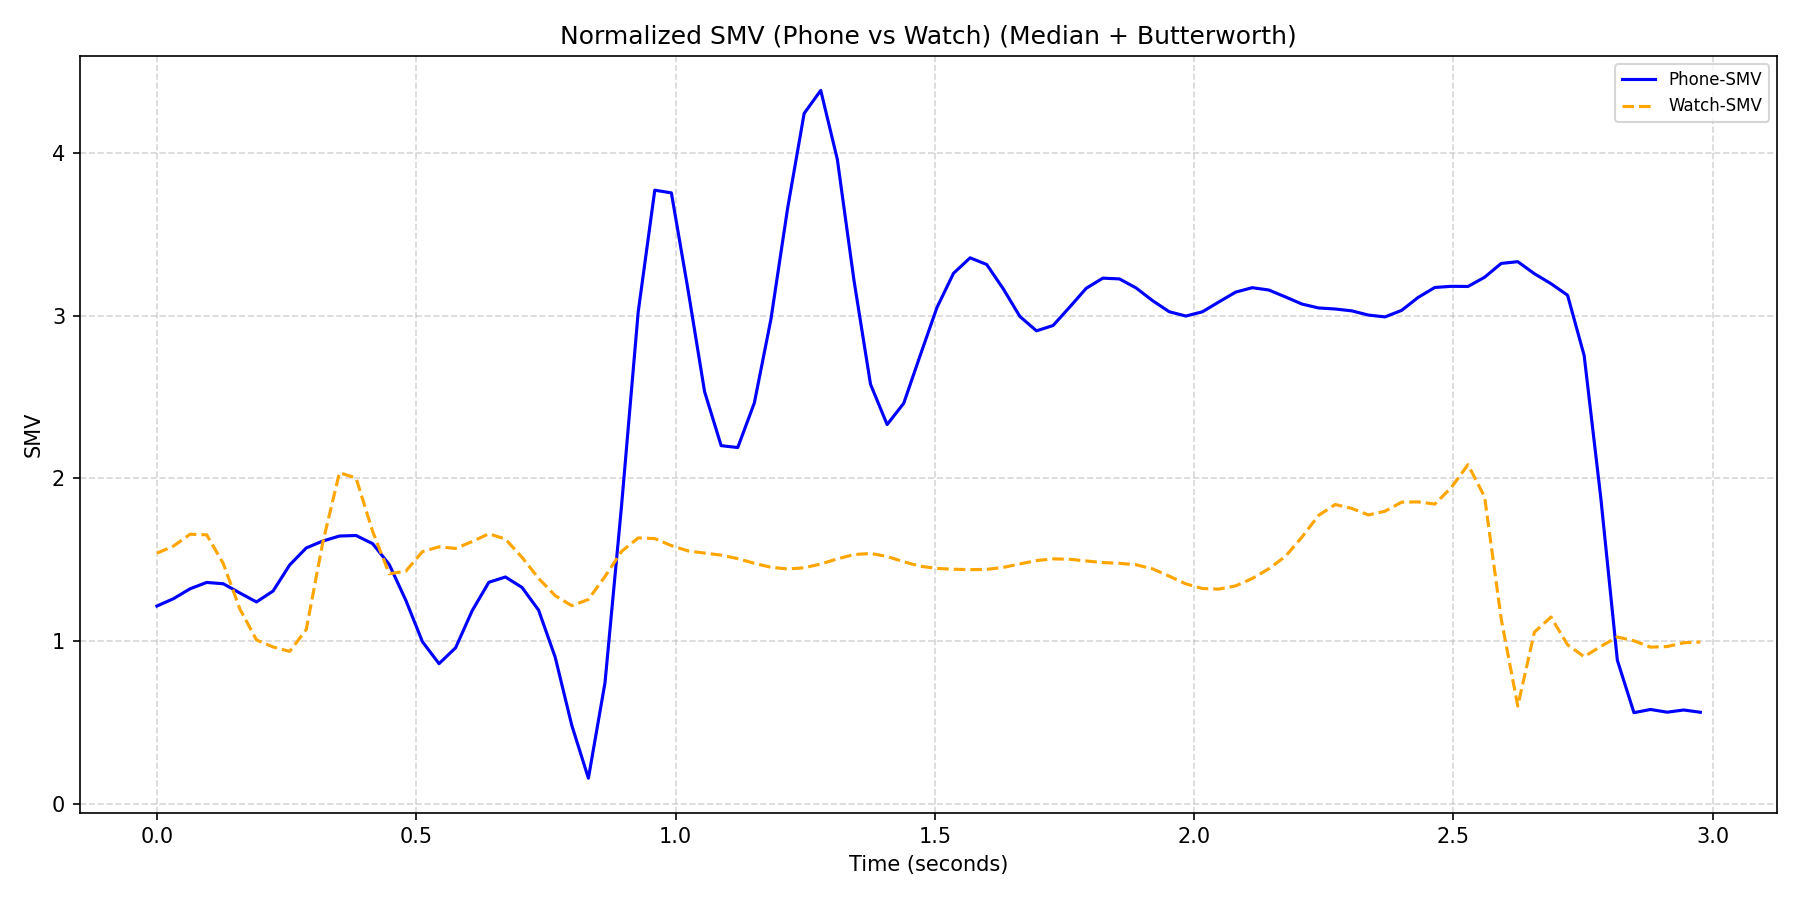 Normalized SMV (Phone vs Watch) (Median + Butterworth)
Phone-SMV
Watch-SMV
SMV
4
3
2
1
0
0.0 0.5 1.0 1.5 2.0 2.5 3.0
Time (seconds)